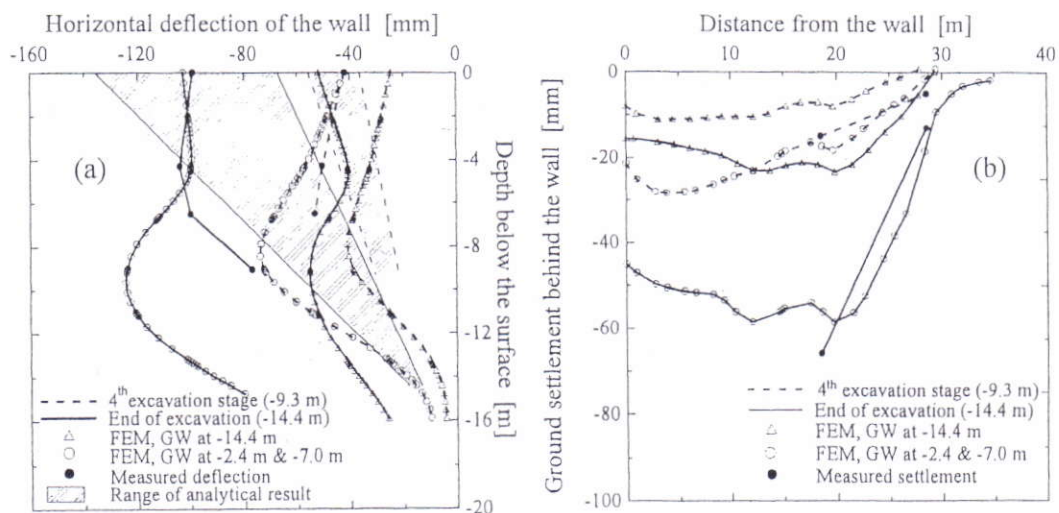 Horizontal deflection of the wall [mm]
-160 -120 -80 -40 0
0
-4
-8
-12
-16
-20
Depth below the surface [m]
(a)
4th excavation stage (-9.3 m)
End of excavation (-14.4 m)
FEM, GW at -14.4 m
FEM, GW at -2.4 m & -7.0 m
Measured deflection
Range of analytical result
Distance from the wall [m]
0 10 20 30 40
0
-20
-40
-60
-80
-100
Ground settlement behind the wall [mm]
(b)
4th excavation stage (-9.3 m)
End of excavation (-14.4 m)
FEM, GW at -14.4 m
FEM, GW at -2.4 & -7.0 m
Measured settlement